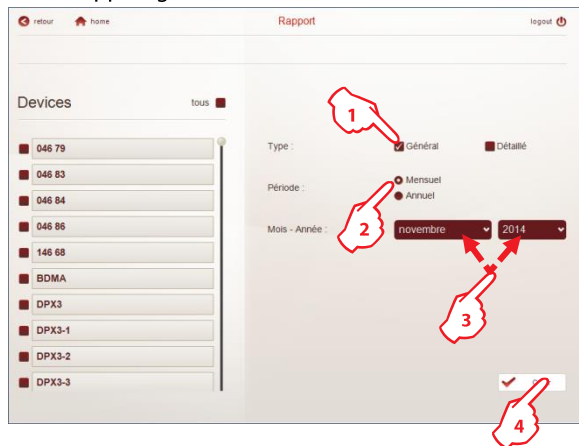 retour
home
Rapport
logout
Devices
tous
046 79
046 83
046 84
046 86
146 68
BDMA
DPX3
DPX3-1
DPX3-2
DPX3-3
Type :
Général
Détaillé
Période :
Mensuel
Annuel
Mois - Année :
novembre
2014
1
2
3
4